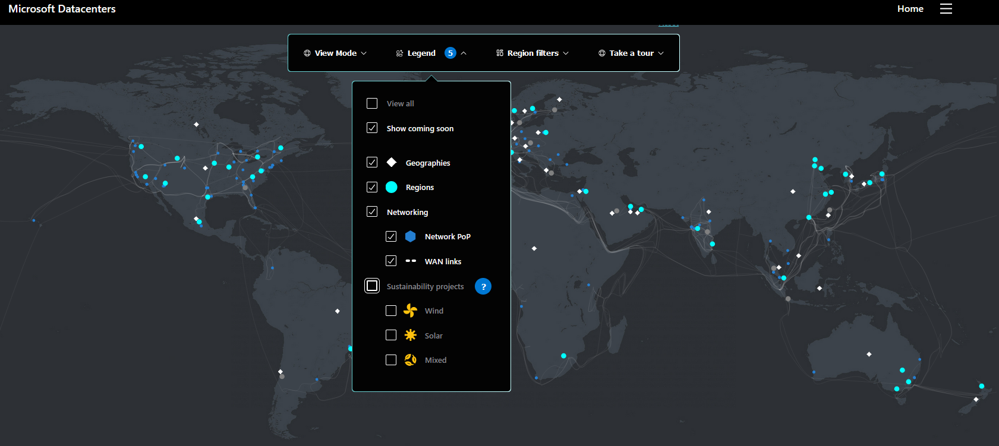 Microsoft Datacenters
Home
View Mode
Legend 5
Region filters
Take a tour
View all
Show coming soon
Geographies
Regions
Networking
Network PoP
WAN links
Sustainability projects ?
Wind
Solar
Mixed